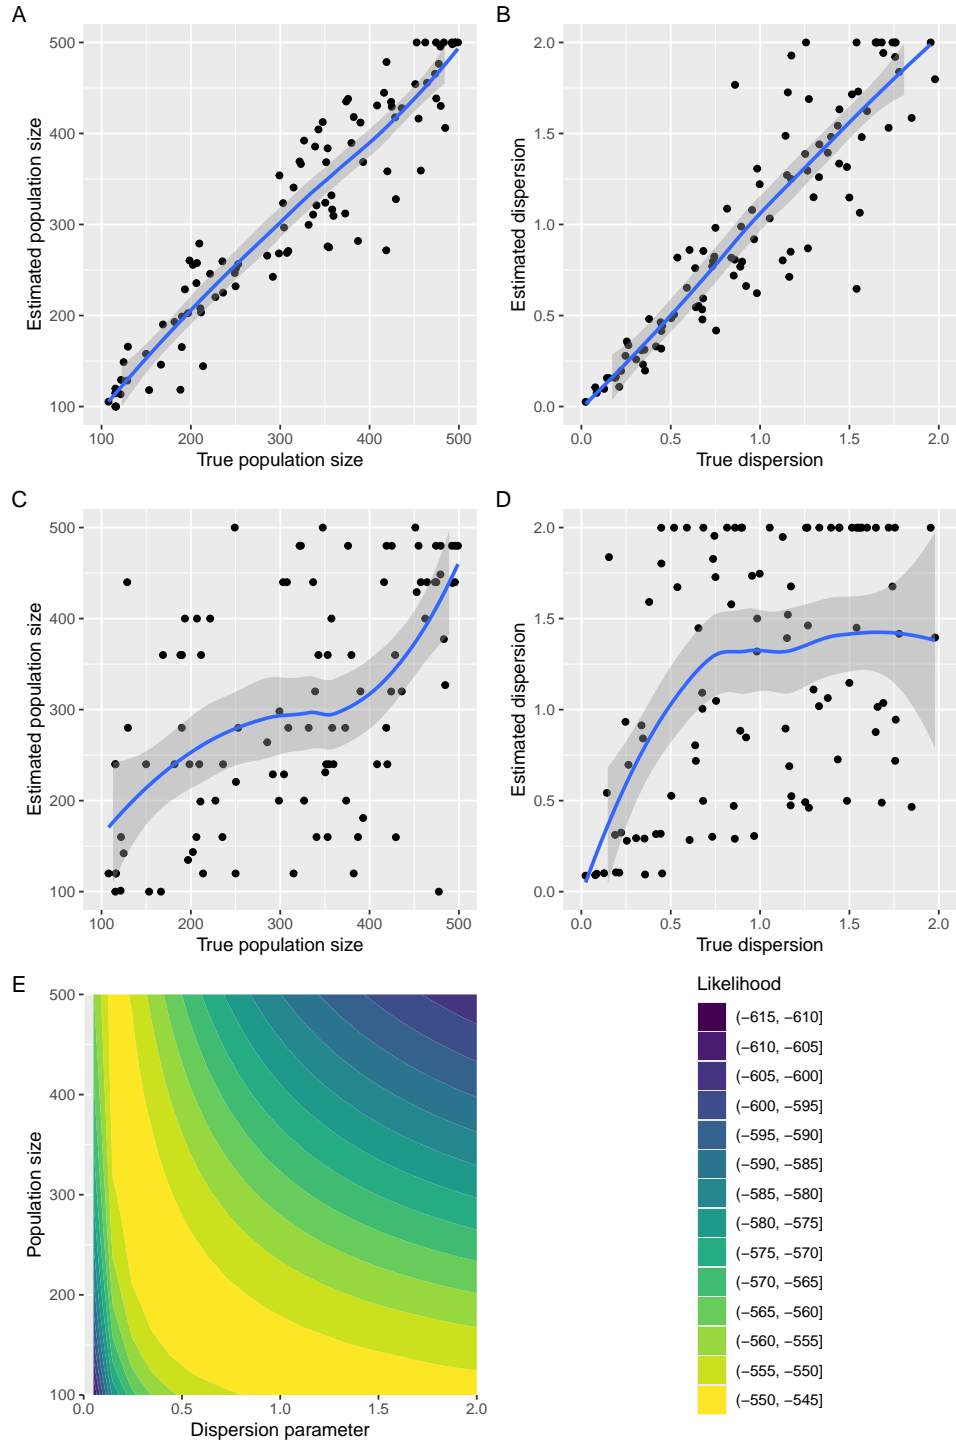 A
Estimated population size
500
400
300
200
100
100 200 300 400 500
True population size
B
Estimated dispersion
2.0
1.5
1.0
0.5
0.0
0.0 0.5 1.0 1.5 2.0
True dispersion
C
Estimated population size
500
400
300
200
100
100 200 300 400 500
True population size
D
Estimated dispersion
2.0
1.5
1.0
0.5
0.0
0.0 0.5 1.0 1.5 2.0
True dispersion
E
Population size
500
400
300
200
100
0.0 0.5 1.0 1.5 2.0
Dispersion parameter
Likelihood
(−615, −610]
(−610, −605]
(−605, −600]
(−600, −595]
(−595, −590]
(−590, −585]
(−585, −580]
(−580, −575]
(−575, −570]
(−570, −565]
(−565, −560]
(−560, −555]
(−555, −550]
(−550, −545]